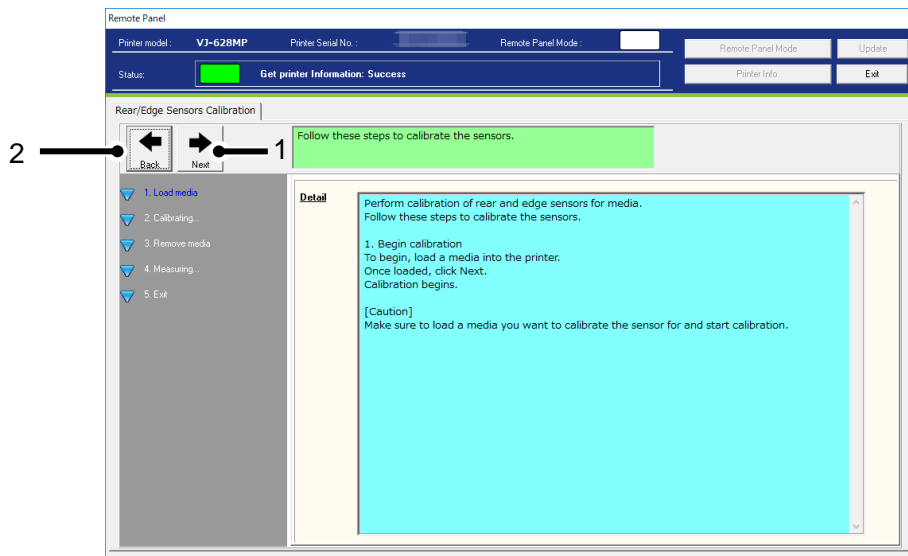 Remote Panel
Printer model : VJ-628MP Printer Serial No. : Remote Panel Mode :
Remote Panel Mode Update
Status: Get printer Information: Success
Printer Info. Exit
Rear/Edge Sensors Calibration
2 Back Next 1
Follow these steps to calibrate the sensors.
1. Load media
2. Calibrating...
3. Remove media
4. Measuring...
5. Exit
Detail
Perform calibration of rear and edge sensors for media.
Follow these steps to calibrate the sensors.
1. Begin calibration
To begin, load a media into the printer.
Once loaded, click Next.
Calibration begins.
[Caution]
Make sure to load a media you want to calibrate the sensor for and start calibration.